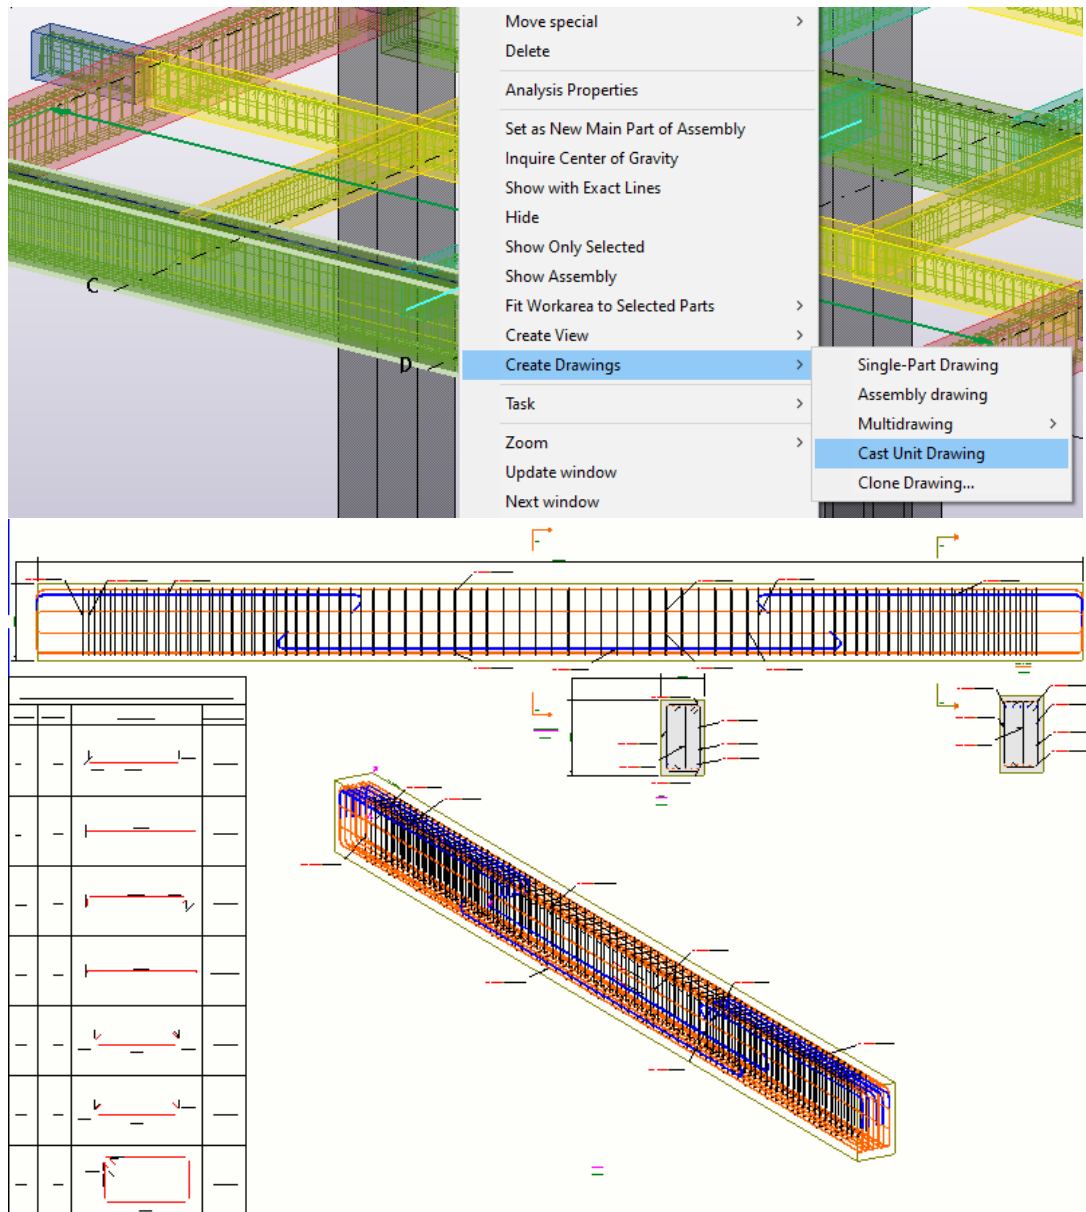 Move special
Delete
Analysis Properties
Set as New Main Part of Assembly
Inquire Center of Gravity
Show with Exact Lines
Hide
Show Only Selected
Show Assembly
Fit Workarea to Selected Parts
Create View
Create Drawings
Task
Zoom
Update window
Next window
Single-Part Drawing
Assembly drawing
Multidrawing
Cast Unit Drawing
Clone Drawing...
C
D